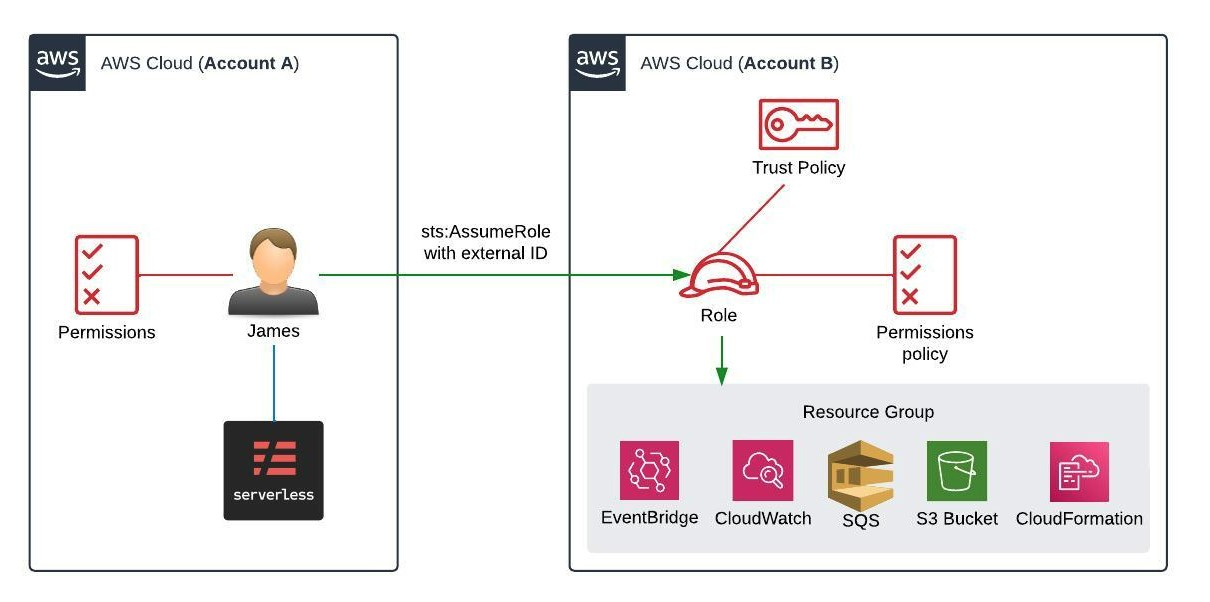 aws
AWS Cloud (Account A)
aws
AWS Cloud (Account B)
Trust Policy
sts:AssumeRole
with external ID
Permissions
James
Role
Permissions
policy
serverless
Resource Group
EventBridge
CloudWatch
SQS
S3 Bucket
CloudFormation